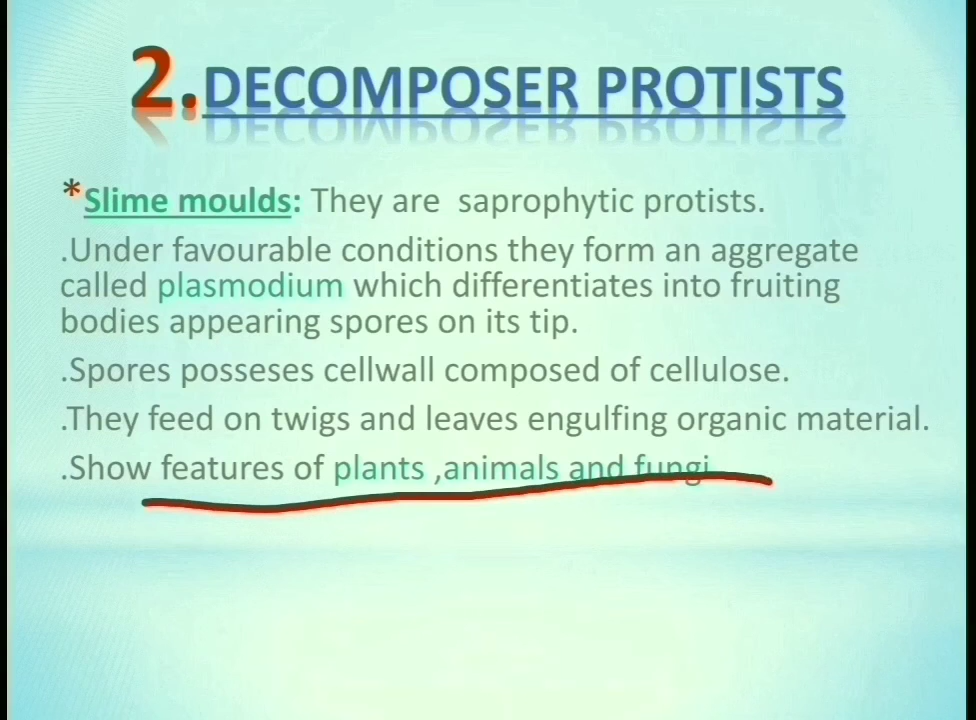 2.DECOMPOSER PROTISTS
*Slime moulds: They are saprophytic protists.
.Under favourable conditions they form an aggregate
called plasmodium which differentiates into fruiting
bodies appearing spores on its tip.
.Spores posseses cellwall composed of cellulose.
.They feed on twigs and leaves engulfing organic material.
.Show features of plants ,animals and fungi